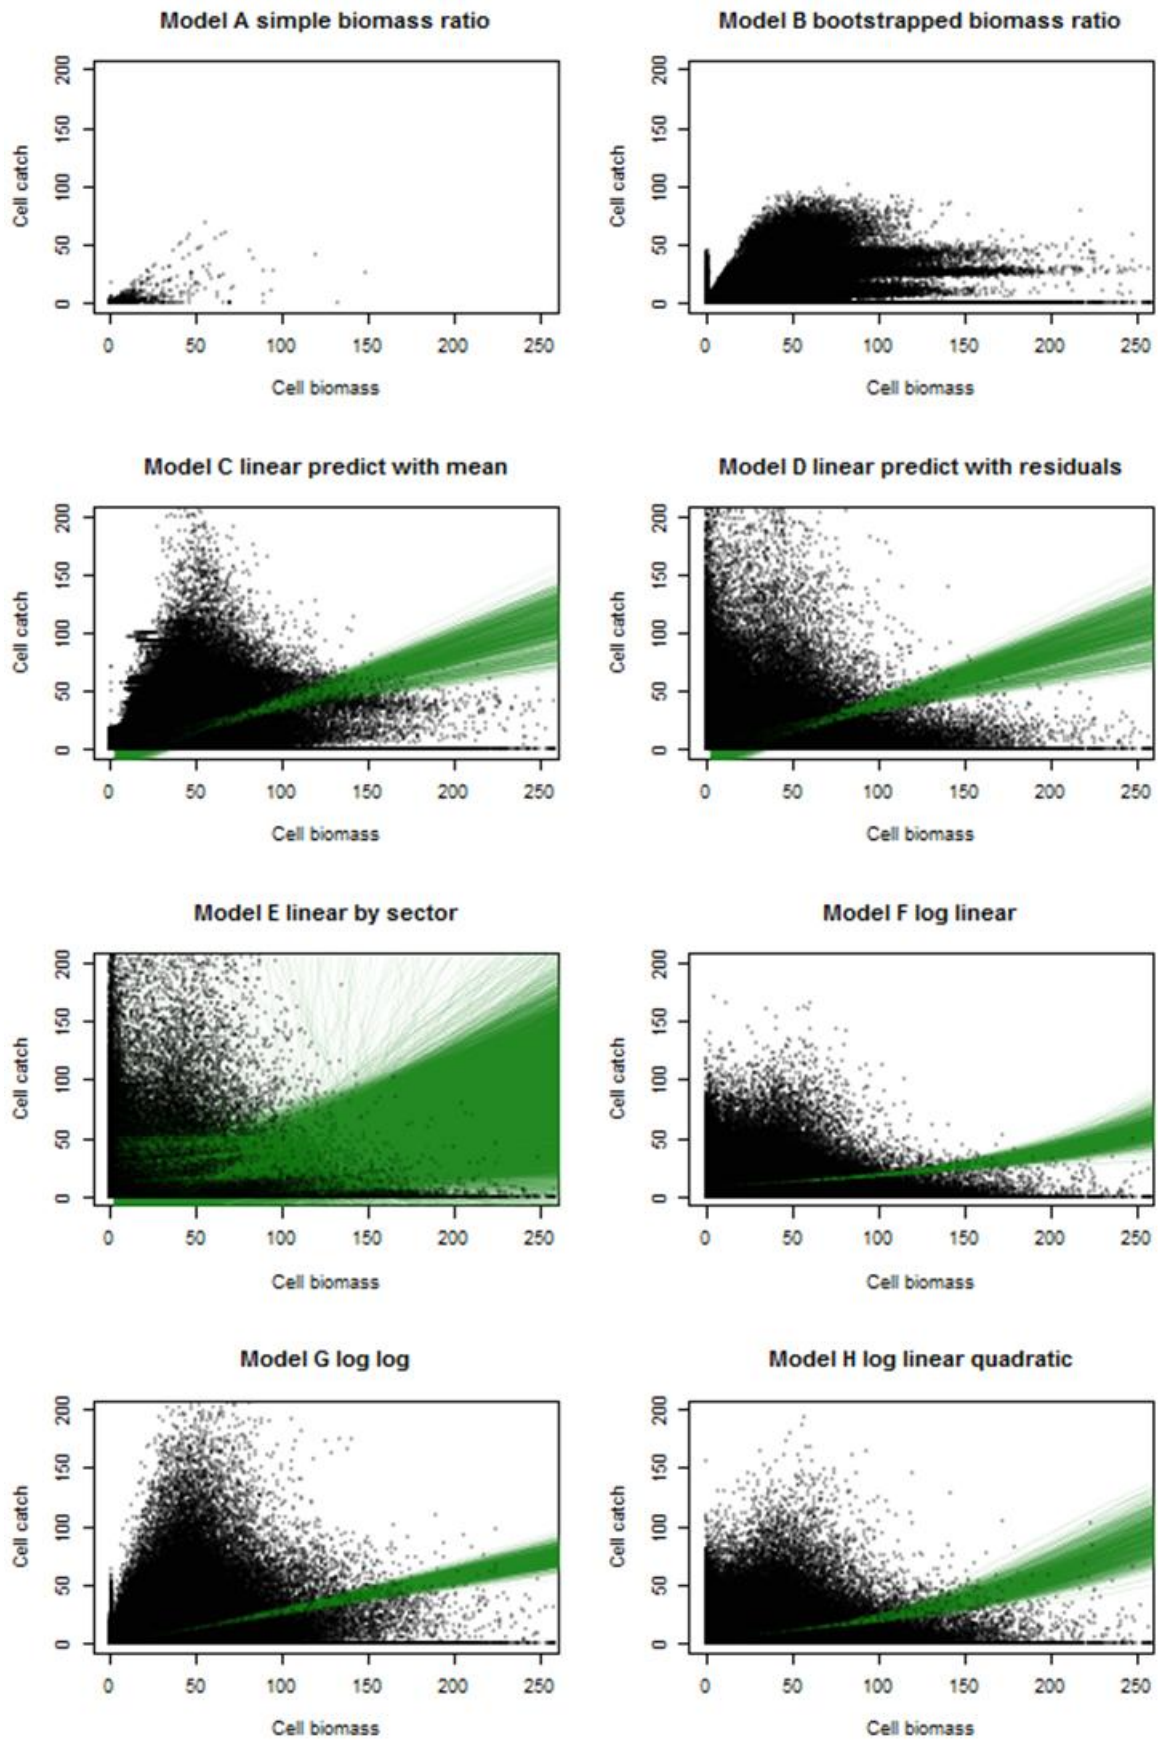 Model A simple biomass ratio
Cell catch
0 50 100 150 200
0 50 100 150 200 250
Cell biomass
Model B bootstrapped biomass ratio
Cell catch
0 50 100 150 200
0 50 100 150 200 250
Cell biomass
Model C linear predict with mean
Cell catch
0 50 100 150 200
0 50 100 150 200 250
Cell biomass
Model D linear predict with residuals
Cell catch
0 50 100 150 200
0 50 100 150 200 250
Cell biomass
Model E linear by sector
Cell catch
0 50 100 150 200
0 50 100 150 200 250
Cell biomass
Model F log linear
Cell catch
0 50 100 150 200
0 50 100 150 200 250
Cell biomass
Model G log log
Cell catch
0 50 100 150 200
0 50 100 150 200 250
Cell biomass
Model H log linear quadratic
Cell catch
0 50 100 150 200
0 50 100 150 200 250
Cell biomass